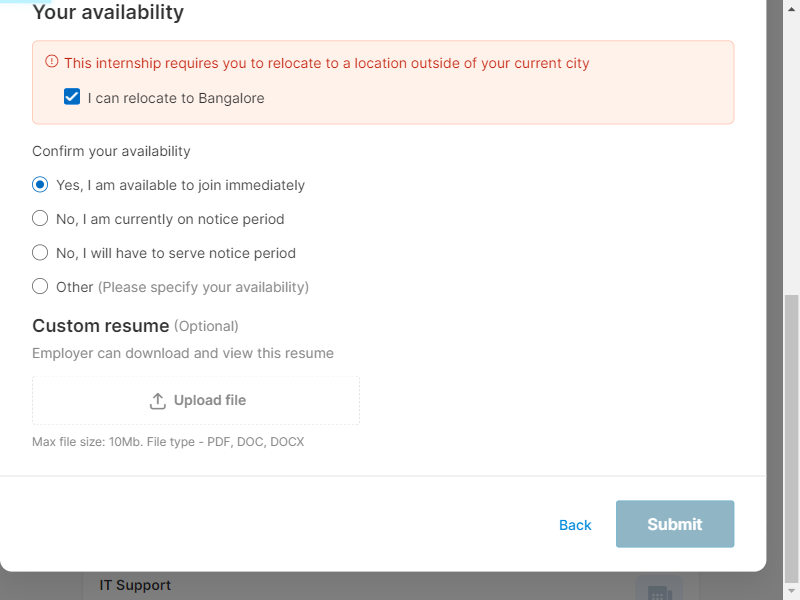 Your availability
This internship requires you to relocate to a location outside of your current city
I can relocate to Bangalore
Confirm your availability
Yes, I am available to join immediately
No, I am currently on notice period
No, I will have to serve notice period
Other (Please specify your availability)
Custom resume (Optional)
Employer can download and view this resume
Upload file
Max file size: 10Mb. File type - PDF, DOC, DOCX
Back
Submit
IT Support